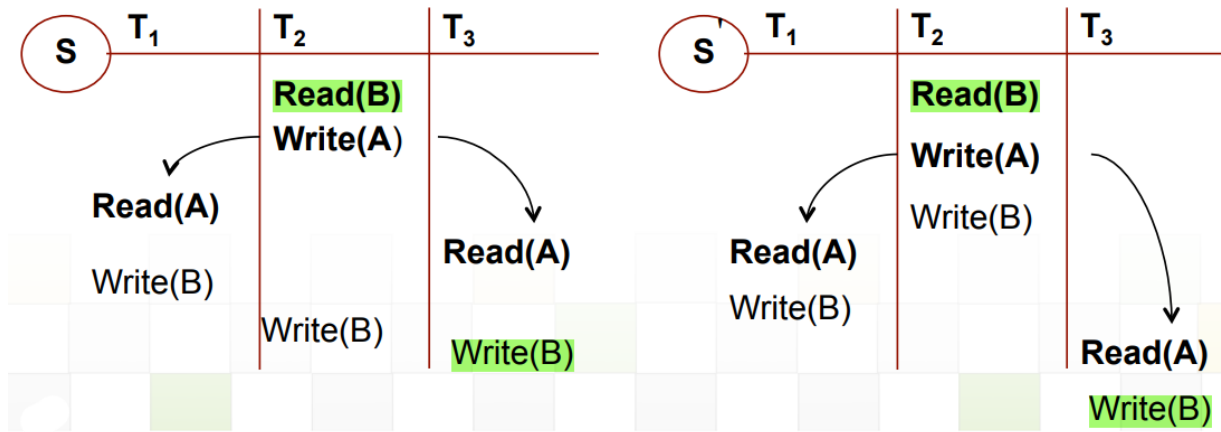 S T₁ T₂ T₃
Read(B)
Write(A)
Read(A)
Read(A)
Write(B)
Write(B)
Write(B)
S' T₁ T₂ T₃
Read(B)
Write(A)
Write(B)
Read(A)
Write(B)
Read(A)
Write(B)